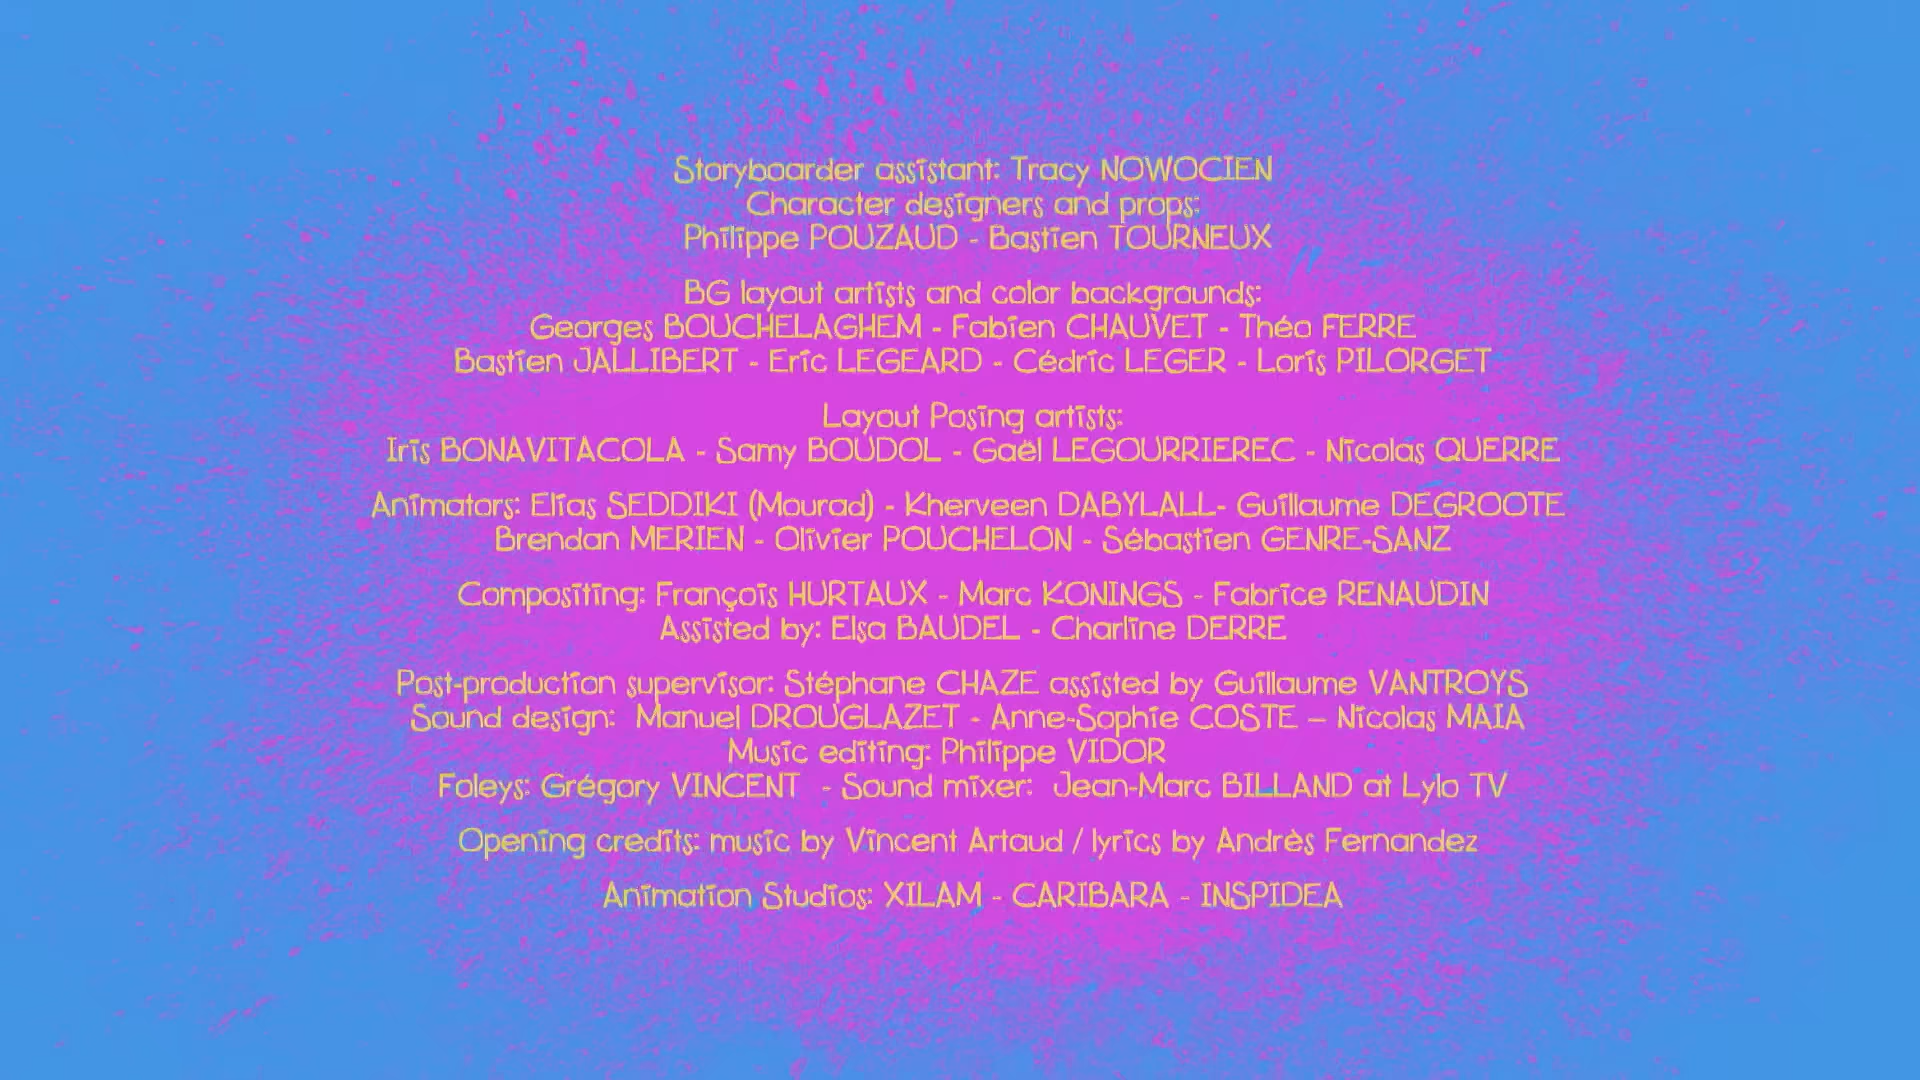 Storyboarder assistant: Tracy NOWOCIEN
Character designers and props:
Philippe POUZAUD - Bastien TOURNEUX
BG layout artists and color backgrounds:
Georges BOUCHELAGHEM - Fabien CHAUVET - Théo FERRE
Bastien JALLIBERT - Eric LEGEARD - Cédric LEGER - Loris PILORGET
Layout Posing artists:
Iris BONAVITACOLA - Samy BOUDOL - Gaël LEGOURRIEREC - Nicolas QUERRE
Animators: Elias SEDDIKI (Mourad) - Kherveen DABYLALL- Guillaume DEGROOTE
Brendan MERIEN - Olivier POUCHELON - Sébastien GENRE-SANZ
Compositing: François HURTAUX - Marc KONINGS - Fabrice RENAUDIN
Assisted by: Elsa BAUDEL - Charline DERRE
Post-production supervisor: Stéphane CHAZE assisted by Guillaume VANTROYS
Sound design:  Manuel DROUGLAZET - Anne-Sophie COSTE – Nicolas MAIA
Music editing: Philippe VIDOR
Foleys: Grégory VINCENT  - Sound mixer:  Jean-Marc BILLAND at Lylo TV
Opening credits: music by Vincent Artaud / lyrics by Andrès Fernandez
Animation Studios: XILAM - CARIBARA - INSPIDEA